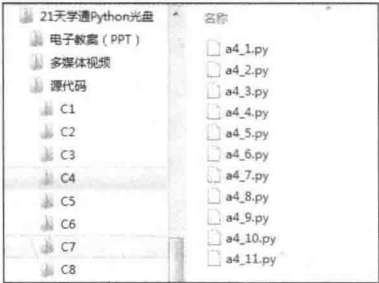 21天学通Python光盘
电子教案（PPT）
多媒体视频
源代码
C1
C2
C3
C4
C5
C6
C7
C8
名称
a4_1.py
a4_2.py
a4_3.py
a4_4.py
a4_5.py
a4_6.py
a4_7.py
a4_8.py
a4_9.py
a4_10.py
a4_11.py